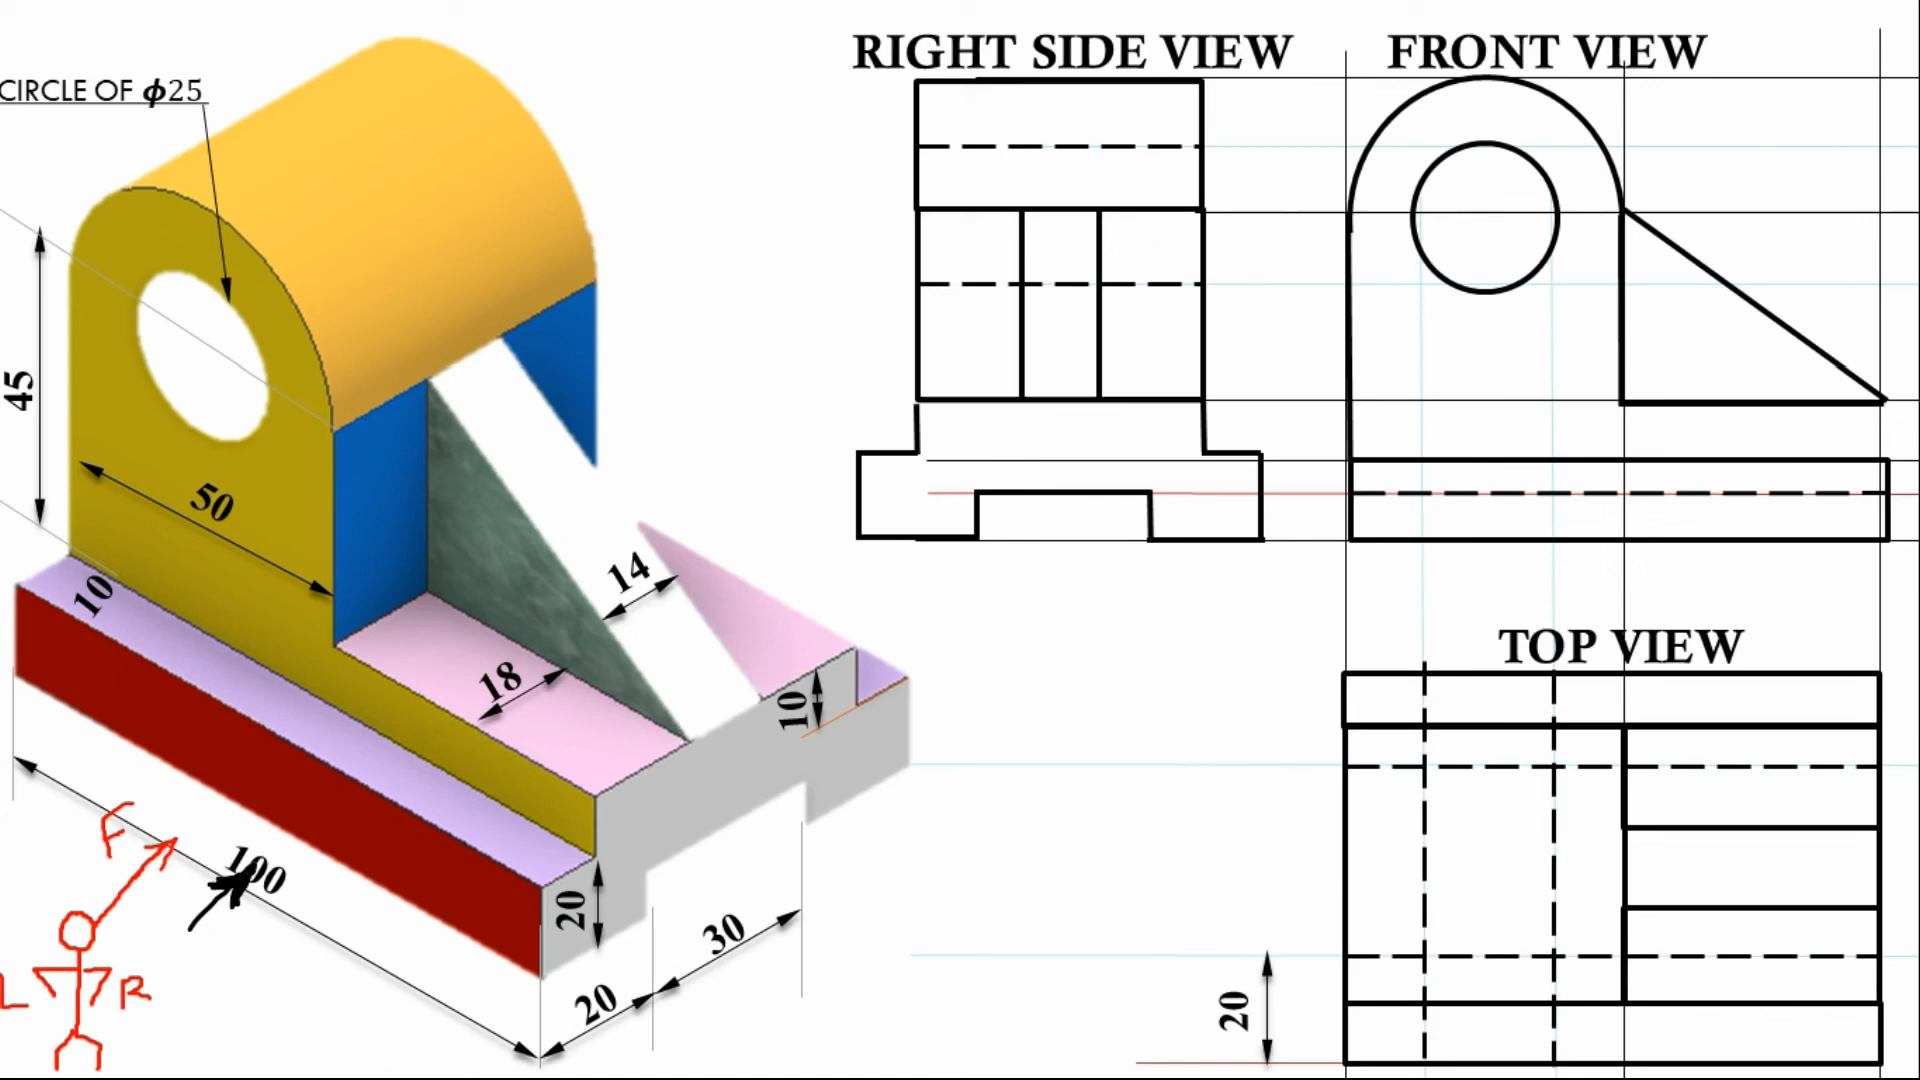 RIGHT SIDE VIEW
FRONT VIEW
CIRCLE OF ϕ25
45
50
10
14
18
10
TOP VIEW
F
100
20
30
20
20
L
R